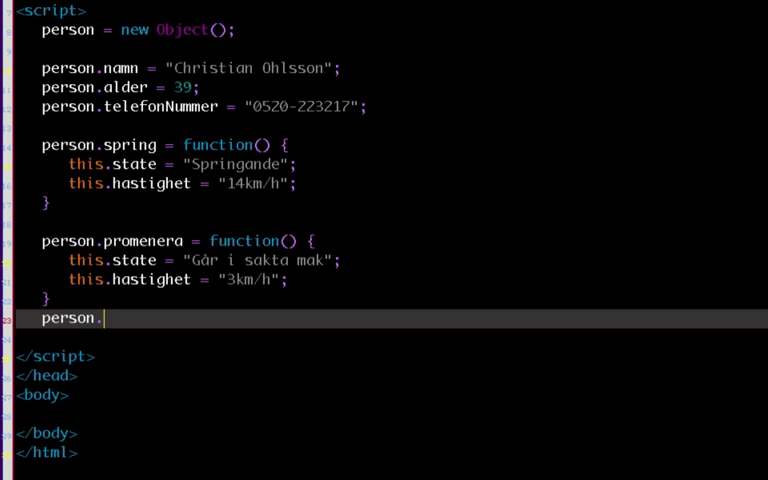 <script>
person = new Object();
person.namn = "Christian Ohlsson";
person.alder = 39;
person.telefonNummer = "0520-223217";
person.spring = function() {
this.state = "Springande";
this.hastighet = "14km/h";
}
person.promenera = function() {
this.state = "Går i sakta mak";
this.hastighet = "3km/h";
}
23 person.
</script>
</head>
<body>
</body>
</html>